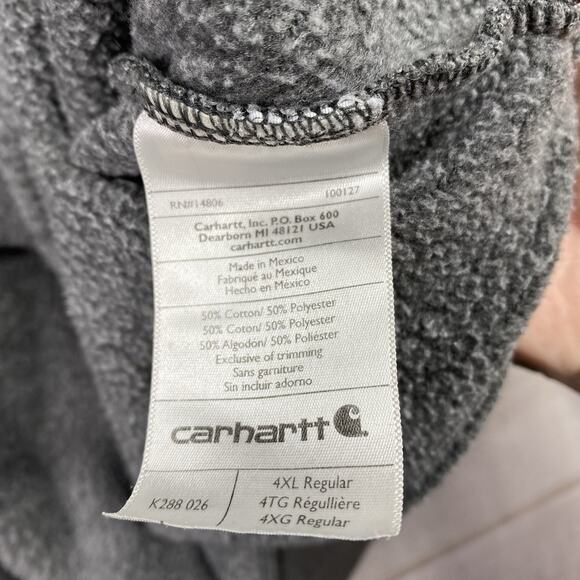 RN#14806 100127
Carhartt, Inc. P.O. Box 600
Dearborn MI 48121 USA
carhartt.com
Made in Mexico
Fabriqué au Mexique
Hecho en México
50% Cotton/ 50% Polyester
50% Coton/ 50% Polyester
50% Algodón/ 50% Poliéster
Exclusive of trimming
Sans garniture
Sin incluir adorno
carhartt
K288 026
4XL Regular
4TG Régullière
4XG Regular